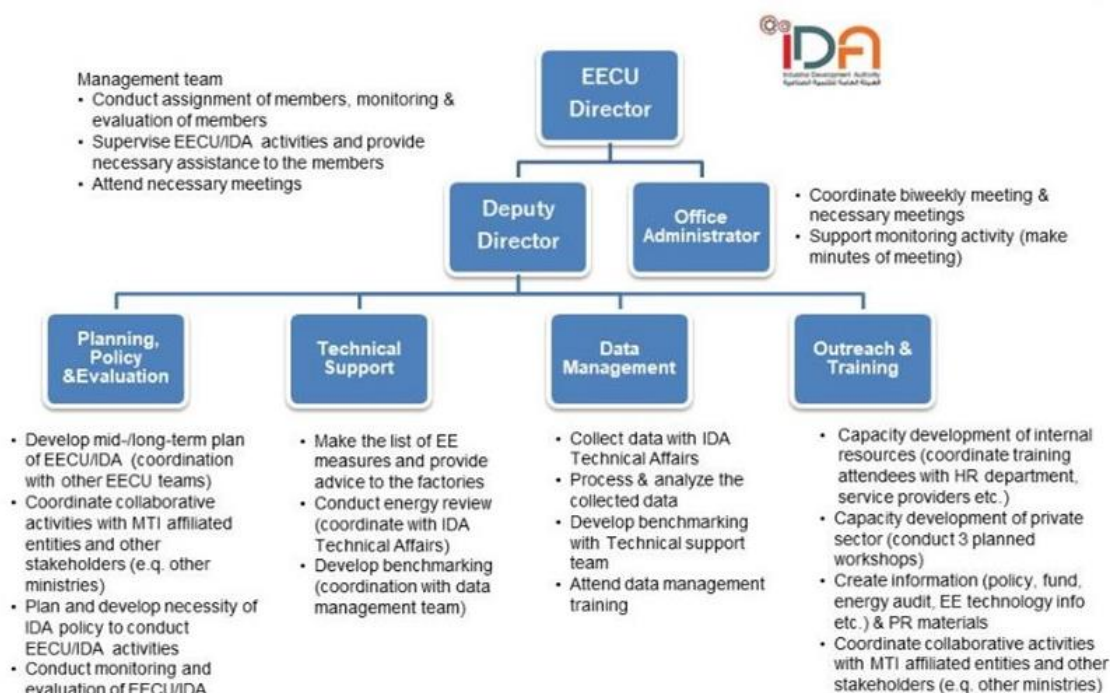 IDA
Industrial Development Authority
الهيئة العامة للتنمية الصناعية
EECU
Director
Management team
• Conduct assignment of members, monitoring &
evaluation of members
• Supervise EECU/IDA activities and provide
necessary assistance to the members
• Attend necessary meetings
Deputy
Director
Office
Administrator
• Coordinate biweekly meeting &
necessary meetings
• Support monitoring activity (make
minutes of meeting)
Planning,
Policy
&Evaluation
Technical
Support
Data
Management
Outreach &
Training
• Develop mid-/long-term plan
of EECU/IDA (coordination
with other EECU teams)
• Coordinate collaborative
activities with MTI affiliated
entities and other
stakeholders (e.q. other
ministries)
• Plan and develop necessity of
IDA policy to conduct
EECU/IDA activities
• Conduct monitoring and
evaluation of EECU/IDA
• Make the list of EE
measures and provide
advice to the factories
• Conduct energy review
(coordinate with IDA
Technical Affairs)
• Develop benchmarking
(coordination with data
management team)
• Collect data with IDA
Technical Affairs
• Process & analyze the
collected data
• Develop benchmarking
with Technical support
team
• Attend data management
training
• Capacity development of internal
resources (coordinate training
attendees with HR department,
service providers etc.)
• Capacity development of private
sector (conduct 3 planned
workshops)
• Create information (policy, fund,
energy audit, EE technology info
etc.) & PR materials
• Coordinate collaborative activities
with MTI affiliated entities and other
stakeholders (e.q. other ministries)